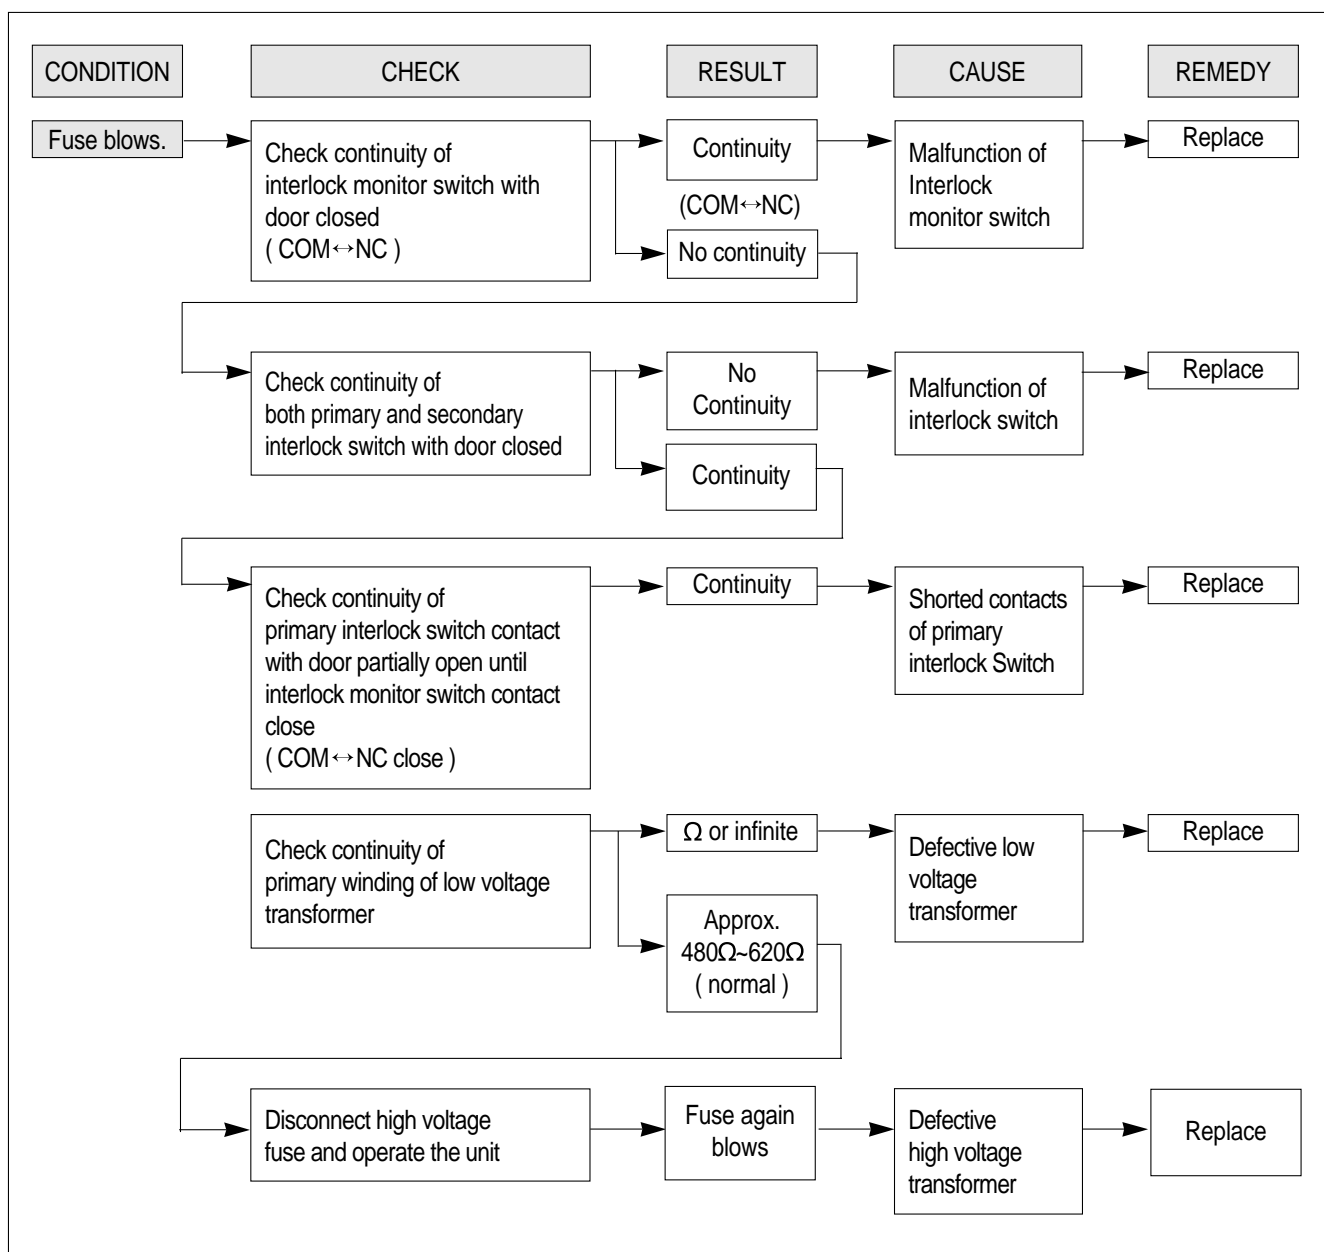 CONDITION
CHECK
RESULT
CAUSE
REMEDY
Fuse blows.
Check continuity of
interlock monitor switch with
door closed
( COM↔NC )
Continuity
(COM↔NC)
No continuity
Malfunction of
Interlock
monitor switch
Replace
Check continuity of
both primary and secondary
interlock switch with door closed
No
Continuity
Continuity
Malfunction of
interlock switch
Replace
Check continuity of
primary interlock switch contact
with door partially open until
interlock monitor switch contact
close
( COM↔NC close )
Continuity
Shorted contacts
of primary
interlock Switch
Replace
Check continuity of
primary winding of low voltage
transformer
Ω or infinite
Approx.
480Ω~620Ω
( normal )
Defective low
voltage
transformer
Replace
Disconnect high voltage
fuse and operate the unit
Fuse again
blows
Defective
high voltage
transformer
Replace